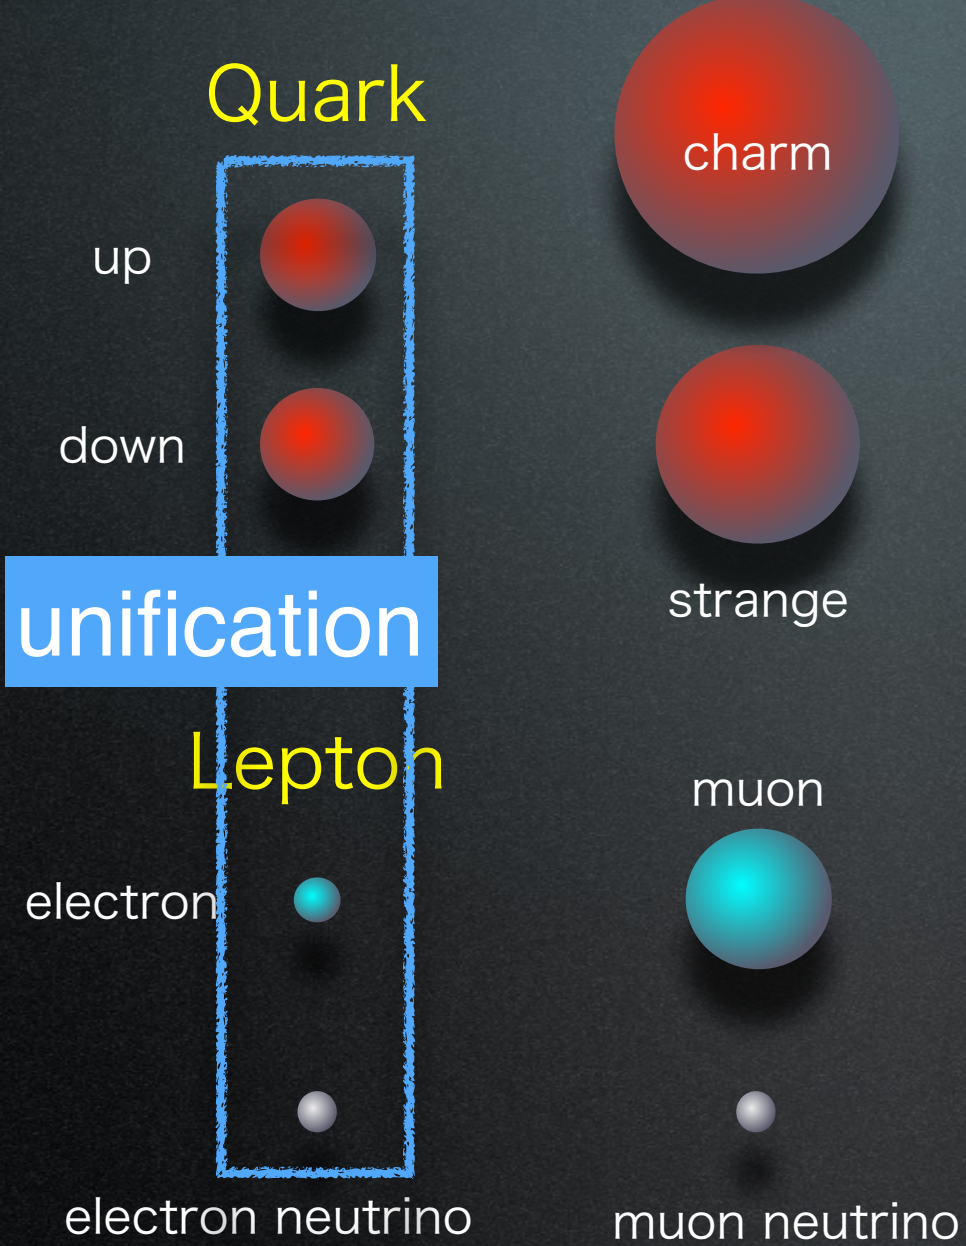 Quark
charm
up
down
unification
strange
Lepton
muon
electron
electron neutrino
muon neutrino